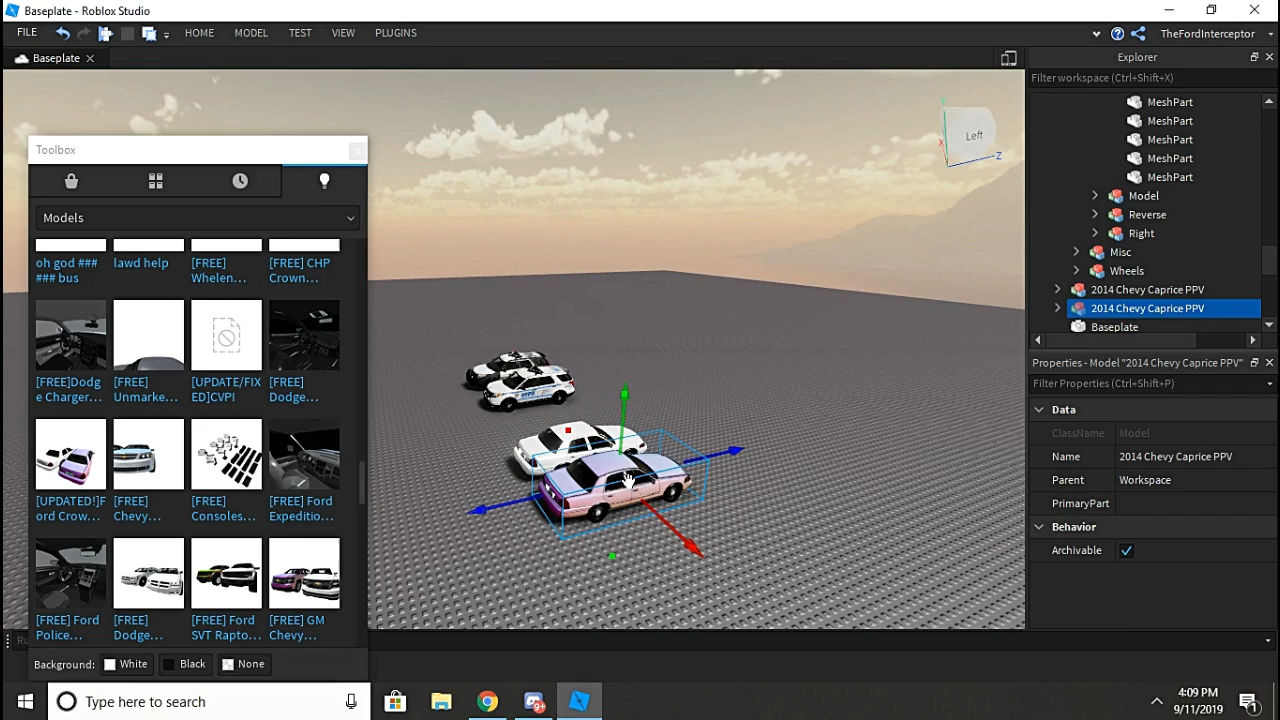 Baseplate - Roblox Studio
FILE HOME MODEL TEST VIEW PLUGINS TheFordInterceptor
Baseplate
Explorer
Filter workspace (Ctrl+Shift+X)
MeshPart
MeshPart
MeshPart
MeshPart
MeshPart
Model
Reverse
Right
Misc
Wheels
2014 Chevy Caprice PPV
2014 Chevy Caprice PPV
Baseplate
Properties - Model "2014 Chevy Caprice PPV"
Filter Properties (Ctrl+Shift+P)
Data
ClassName Model
Name 2014 Chevy Caprice PPV
Parent Workspace
PrimaryPart
Behavior
Archivable
Left
X
Z
NYPD
Toolbox
Models
oh god ### ### bus
lawd help
[FREE] Whelen...
[FREE] CHP Crown...
[FREE]Dodg e Charger...
[FREE] Unmarke...
[UPDATE/FIX ED]CVPI
[FREE] Dodge...
[UPDATED!]F ord Crow...
[FREE] Chevy...
[FREE] Consoles...
[FREE] Ford Expeditio...
[FREE] Ford Police...
[FREE] Dodge...
[FREE] Ford SVT Rapto...
[FREE] GM Chevy...
Background: White Black None
Type here to search
9+
4:09 PM
9/11/2019
1